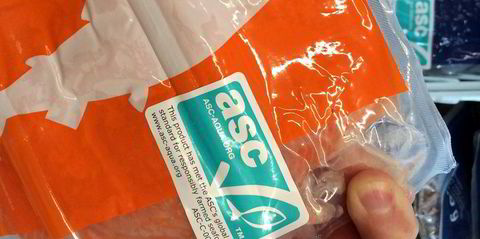 asc
ASC-AQUA.ORG
TM
This product has met the ASC's global
standard for responsibly farmed seafood
www.asc-aqua.org
asc